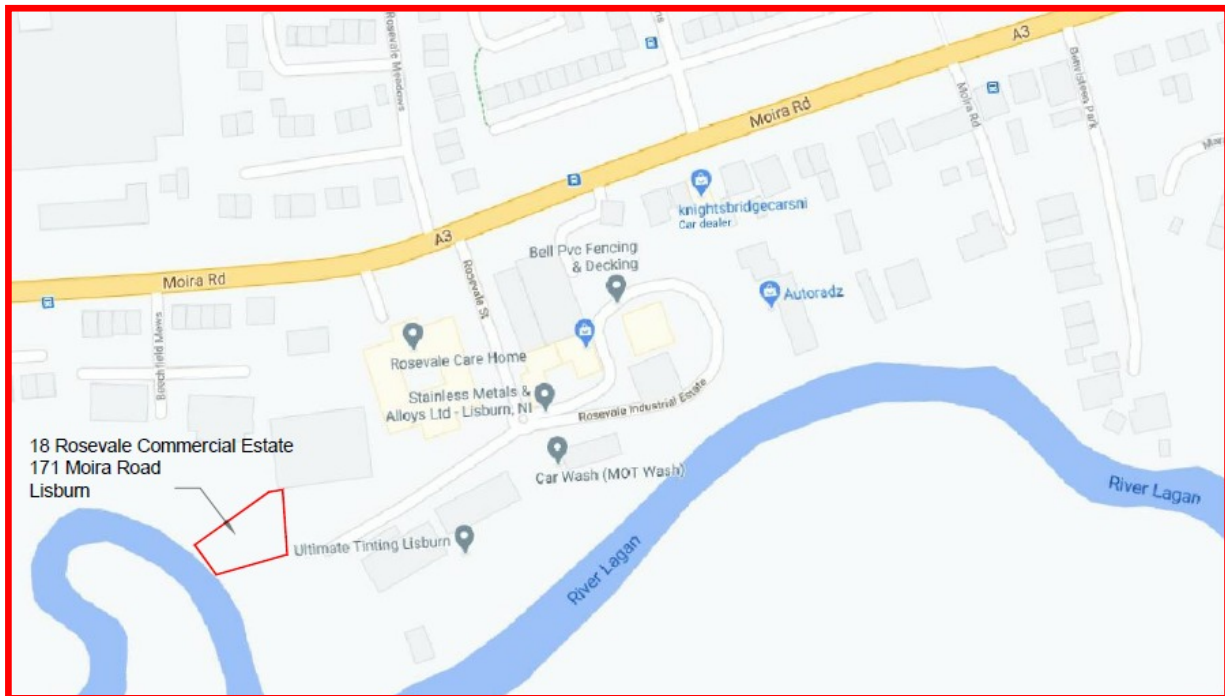 Rosevale Meadows
A3
Moira Rd
Moira Rd
Benvisteen Park
knightsbridgecarsni
Car dealer
A3
Bell Pvc Fencing
& Decking
Moira Rd
Rosevale St
Autoradz
Beechfield Mews
Rosevale Care Home
Stainless Metals &
Alloys Ltd - Lisburn, NI
Rosevale Industrial Estate
18 Rosevale Commercial Estate
171 Moira Road
Lisburn
Car Wash (MOT Wash)
River Lagan
Ultimate Tinting Lisburn
River Lagan